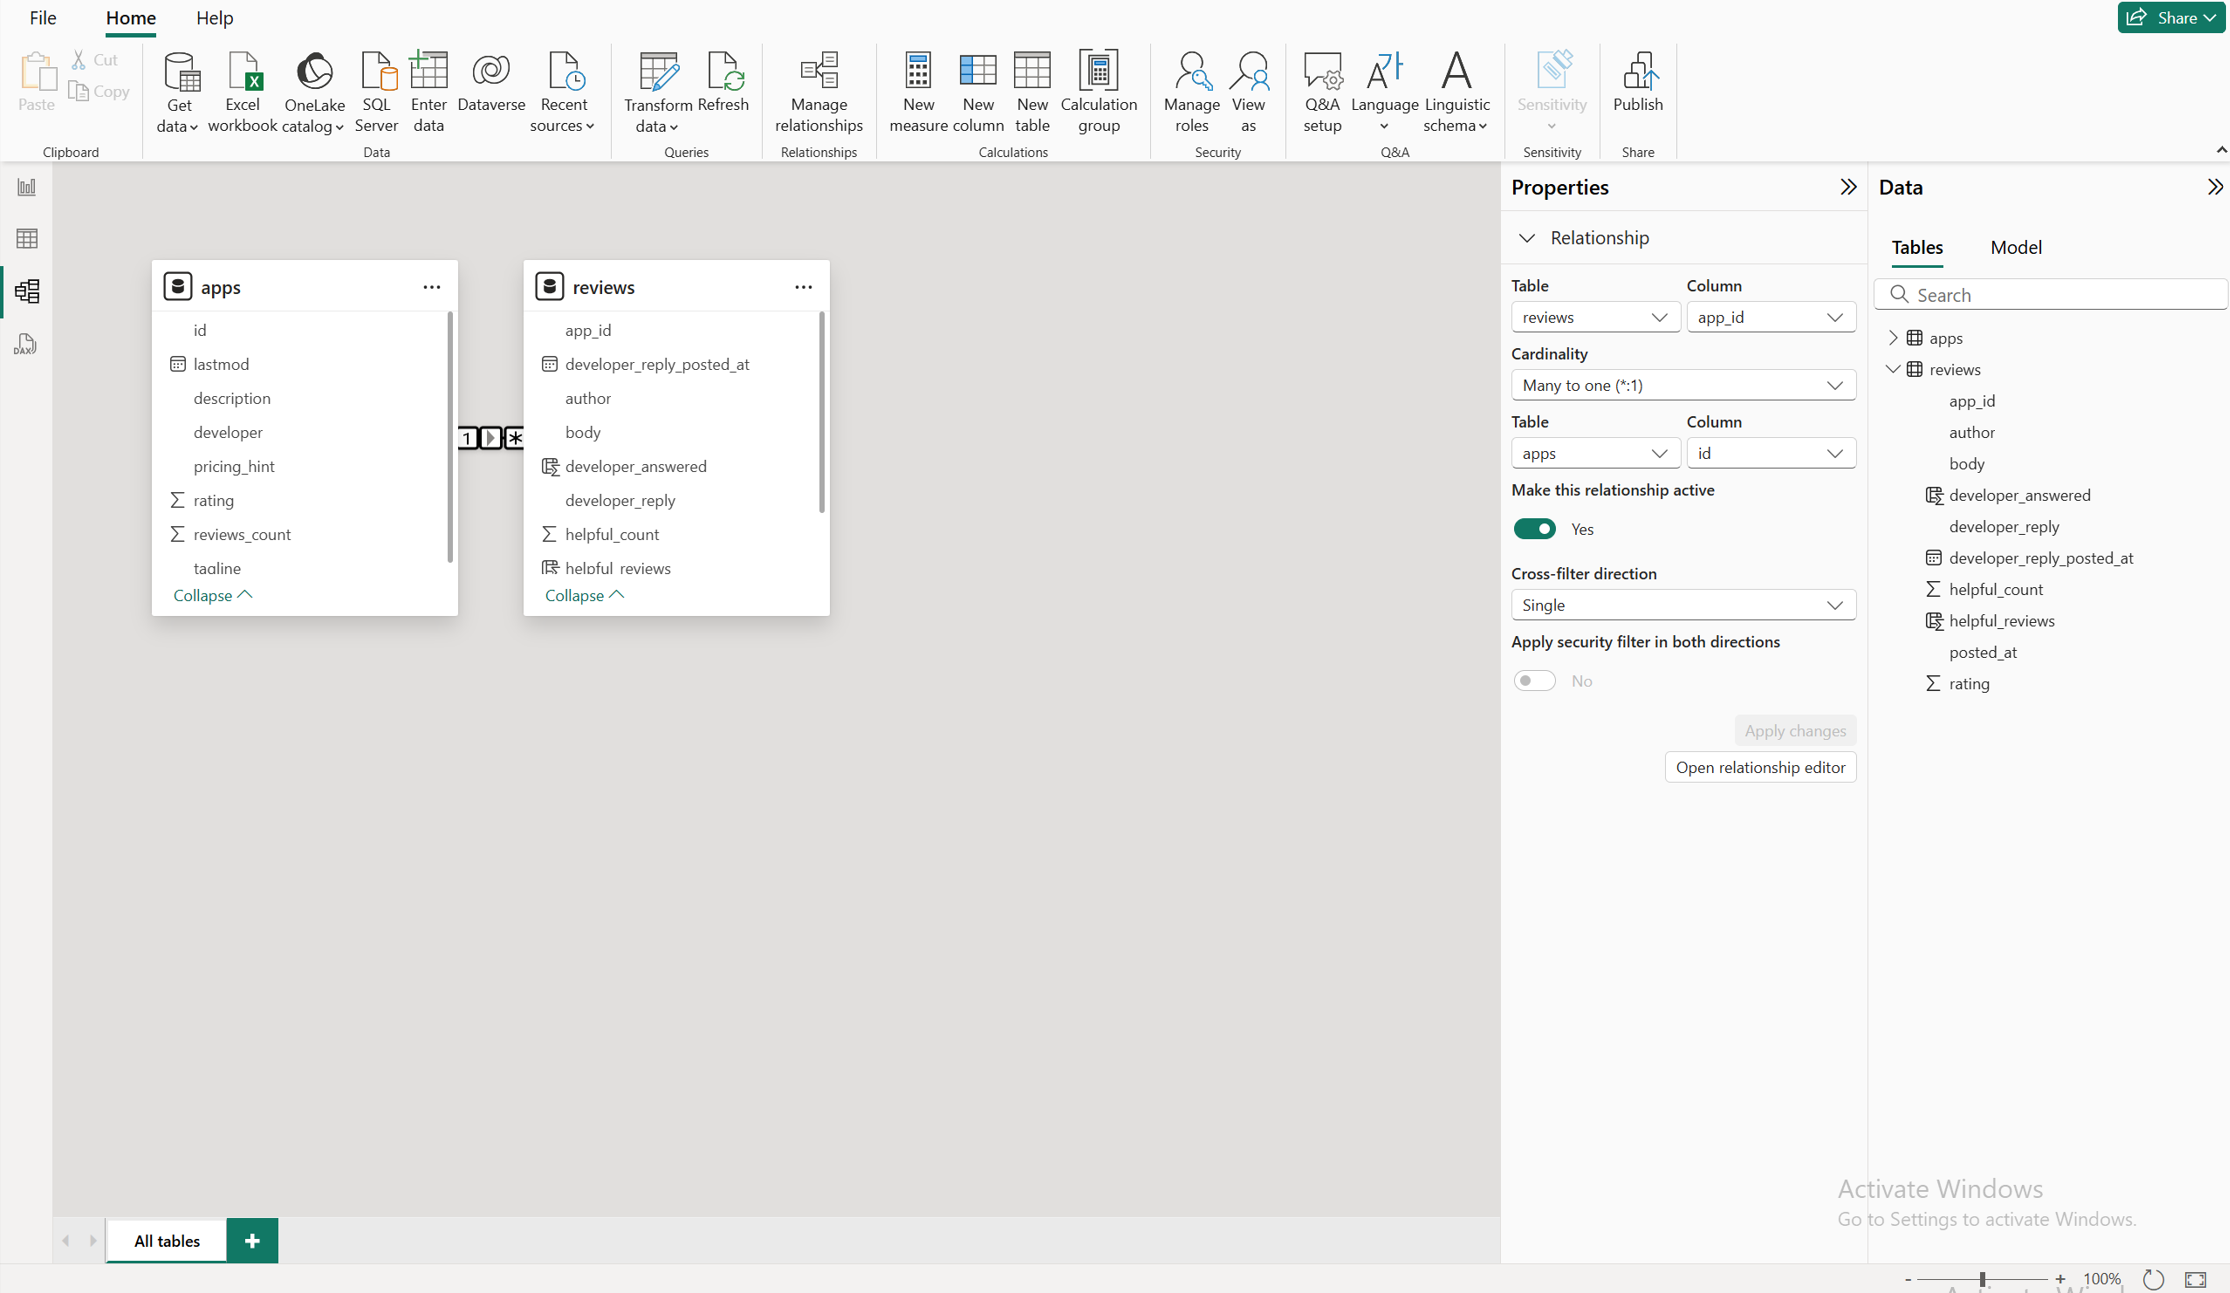 File Home Help Share
Paste Cut
Copy
Get data
Excel workbook
OneLake catalog
SQL Server
Enter data
Dataverse
Recent sources
Transform data
Refresh
Manage relationships
New measure
New column
New table
Calculation group
Manage roles
View as
Q&A setup
Language
Linguistic schema
Sensitivity
Publish
Clipboard Data Queries Relationships Calculations Security Q&A Sensitivity Share
DAX
apps
id
lastmod
description
developer
pricing_hint
rating
reviews_count
tagline
Collapse
1 *
reviews
app_id
developer_reply_posted_at
author
body
developer_answered
developer_reply
helpful_count
helpful_reviews
Collapse
Properties
Relationship
Table Column
reviews app_id
Cardinality
Many to one (*:1)
Table Column
apps id
Make this relationship active
Yes
Cross-filter direction
Single
Apply security filter in both directions
No
Apply changes
Open relationship editor
Data
Tables Model
Search
apps
reviews
app_id
author
body
developer_answered
developer_reply
developer_reply_posted_at
helpful_count
helpful_reviews
posted_at
rating
Activate Windows
Go to Settings to activate Windows.
All tables +
- + 100%